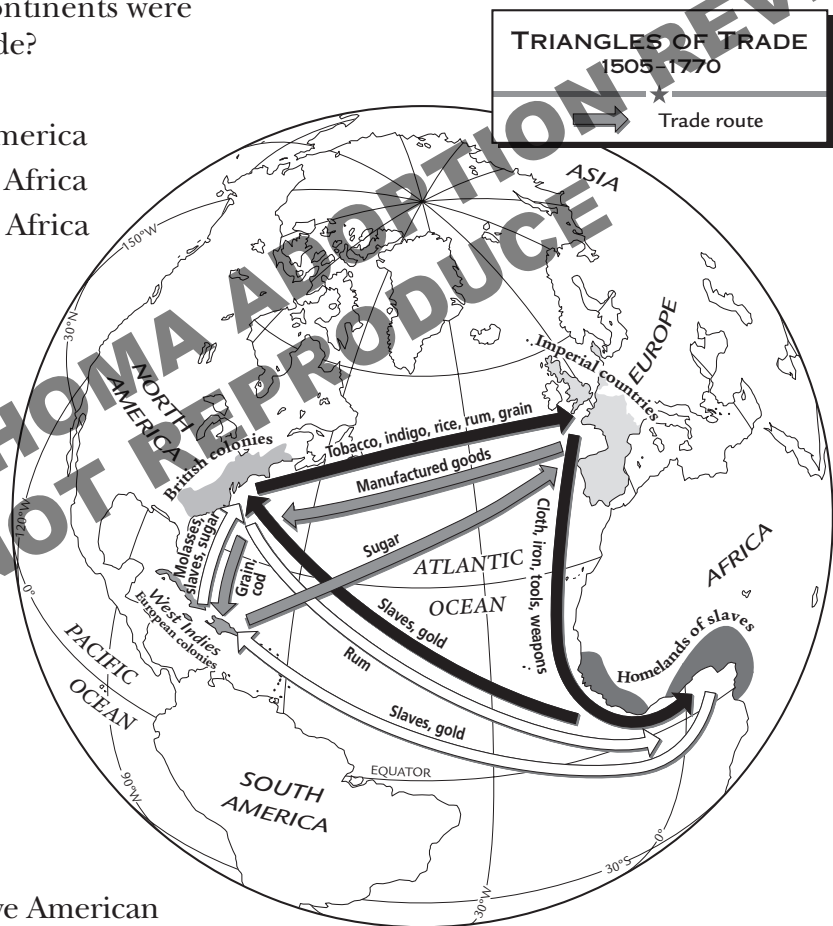 ontinents were
de?
merica
Africa
Africa
TRIANGLES OF TRADE
1505–1770
Trade route
HOMA ADOPTION REV
NOT REPRODUCE
ASIA
150°W
30°N
EUROPE
Imperial countries
NORTH
AMERICA
British colonies
Tobacco, indigo, rice, rum, grain
Manufactured goods
120°W
Molasses,
slaves, sugar
Grain,
cod
Sugar
Cloth, iron, tools, weapons
ATLANTIC
OCEAN
AFRICA
0°
West Indies
European colonies
Slaves, gold
Rum
Homelands of slaves
PACIFIC
OCEAN
Slaves, gold
EQUATOR
90°W
SOUTH
AMERICA
0°
30°S
30°W
ve American